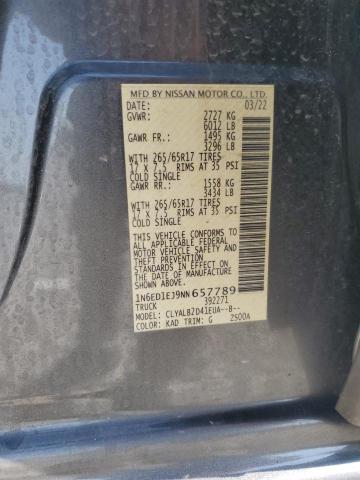 MFD BY NISSAN MOTOR CO., LTD.
DATE: 03/22
GVWR: 2727 KG
6012 LB
GAWR FR: 1495 KG
3296 LB
WITH 265/65R17 TIRES
17 X 7.5 RIMS AT 35 PSI
COLD SINGLE
GAWR RR: 1558 KG
3434 LB
WITH 265/65R17 TIRES
17 X 7.5 RIMS AT 35 PSI
COLD SINGLE
THIS VEHICLE CONFORMS TO
ALL APPLICABLE FEDERAL
MOTOR VEHICLE SAFETY AND
THEFT PREVENTION STANDARDS
IN EFFECT ON THE
DATE OF MANUFACTURE
SHOWN ABOVE.
1N6ED1EJ9NN657789
TRUCK 392271
MODEL: CLYALB2D41EUA--B--
COLOR: KAD TRIM: G 2S00A